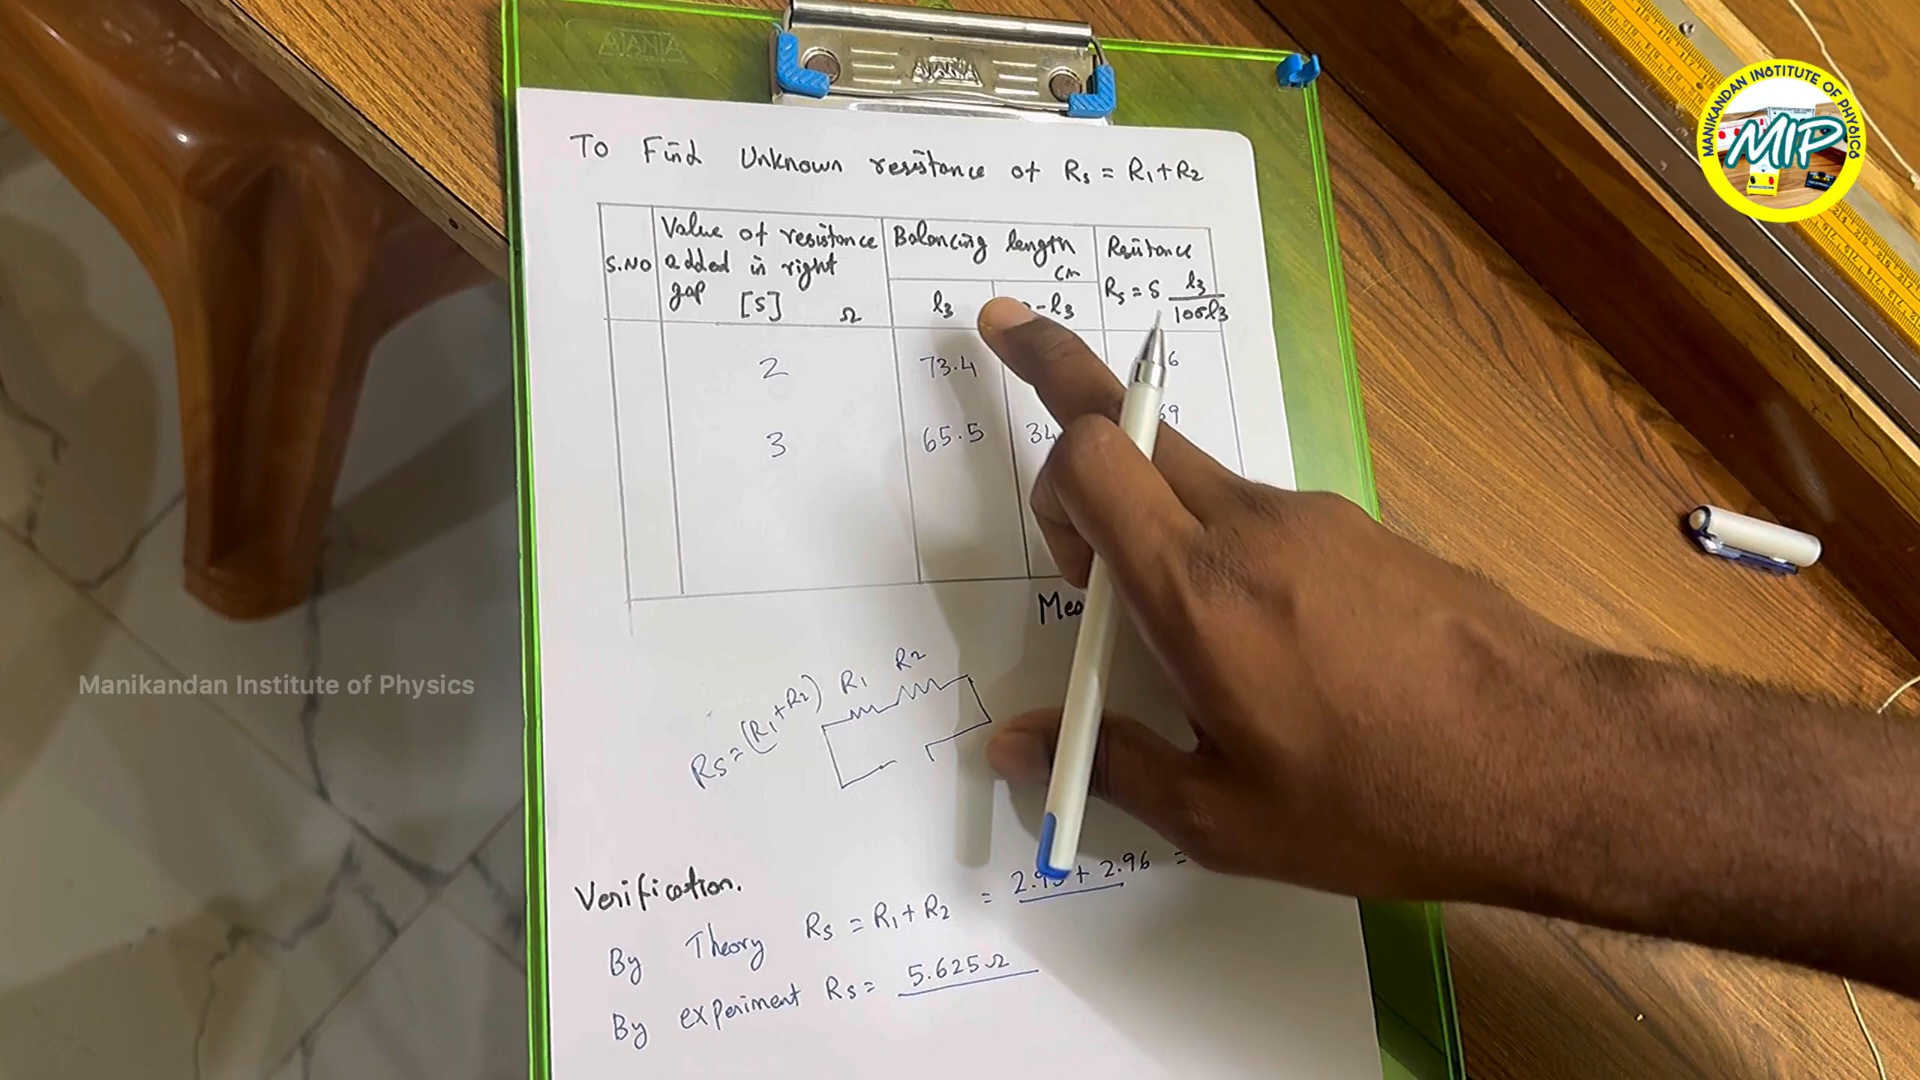 AJANTA
AJANTA
MANIKANDAN INSTITUTE OF PHYSICS
MIP
To Find Unknown resistance of Rs = R1+R2
S.NO
Value of resistance
added in right
gap [S] Ω
Balancing length
cm
l3
-l3
Resistance
Rs = S l3
100-l3
2 73.4 6
3 65.5 34 69
Rs = (R1+R2) R1 R2
Manikandan Institute of Physics
Verification.
By Theory Rs = R1+R2 = + 2.96 =
By experiment Rs = 5.625Ω